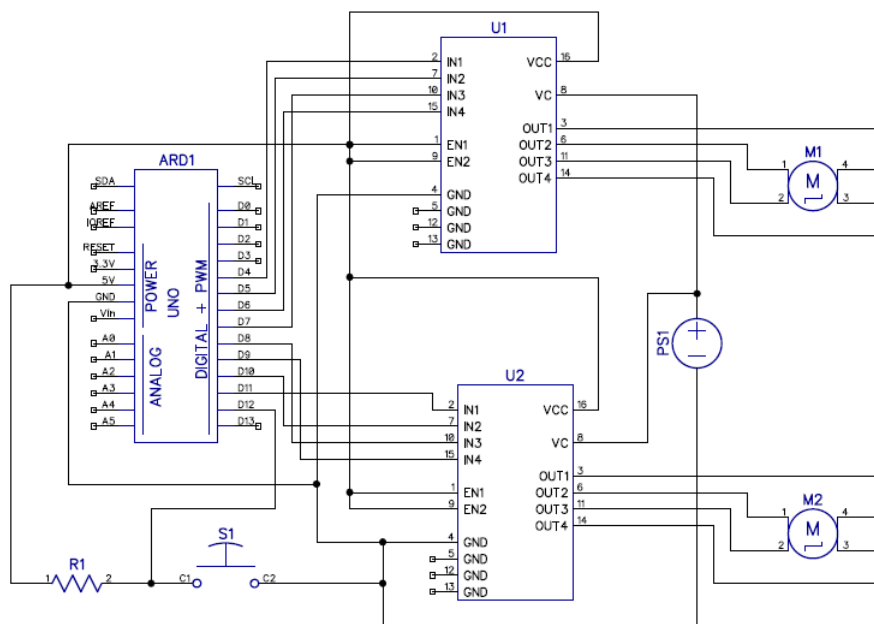 U1
2 IN1 VCC 16
7 IN2
10 IN3 VC 8
15 IN4
OUT1 3
1 EN1 OUT2 6
9 EN2 OUT3 11
OUT4 14
4 GND
5 GND
12 GND
13 GND
M1
1 M 4
2 3
ARD1
SDA SCL
AREF D0
IOREF D1
D2
RESET D3
3.3V D4
5V D5
GND D6
VIn D7
A0 D8
A1 D9
A2 D10
A3 D11
A4 D12
A5 D13
POWER
UNO
ANALOG
DIGITAL + PWM
PS1
U2
2 IN1 VCC 16
7 IN2
10 IN3 VC 8
15 IN4
OUT1 3
1 EN1 OUT2 6
9 EN2 OUT3 11
OUT4 14
4 GND
5 GND
12 GND
13 GND
M2
1 M 4
2 3
R1
1 2
S1
C1 C2